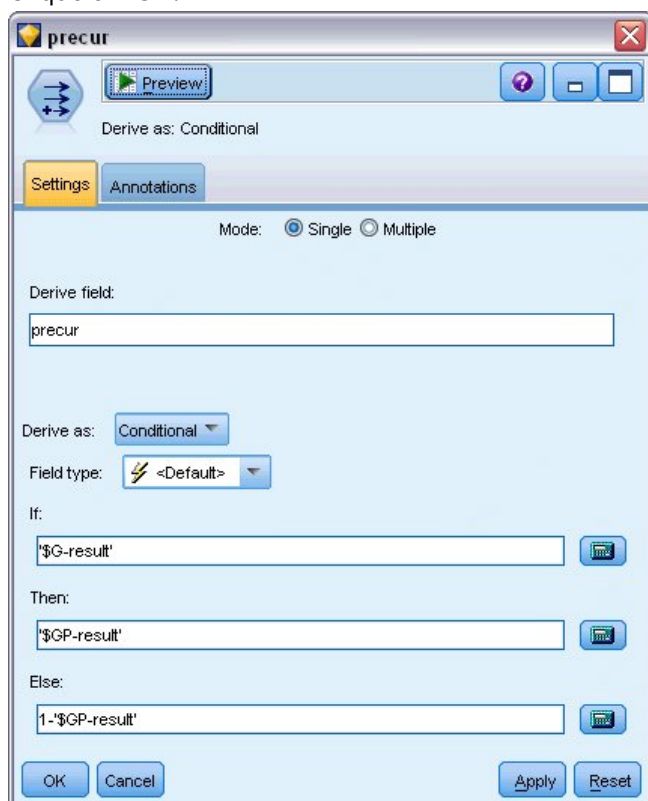 precur
Preview
Derive as: Conditional
Settings Annotations
Mode: Single Multiple
Derive field:
precur
Derive as: Conditional
Field type: <Default>
If:
'$G-result'
Then:
'$GP-result'
Else:
1-'$GP-result'
OK Cancel Apply Reset